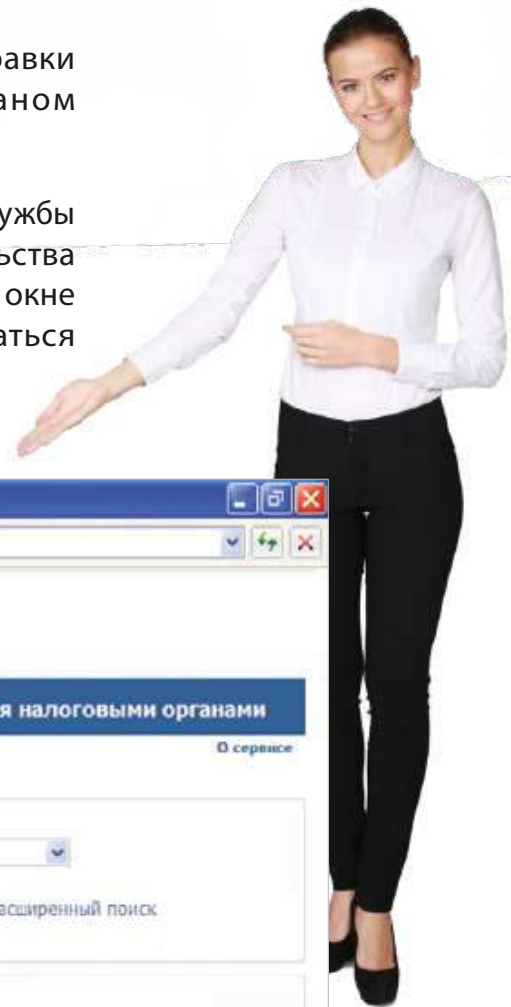 равки
аном
ужбы
ьства
окне
аться
я налоговыми органами
О сервисе
асширенный поиск